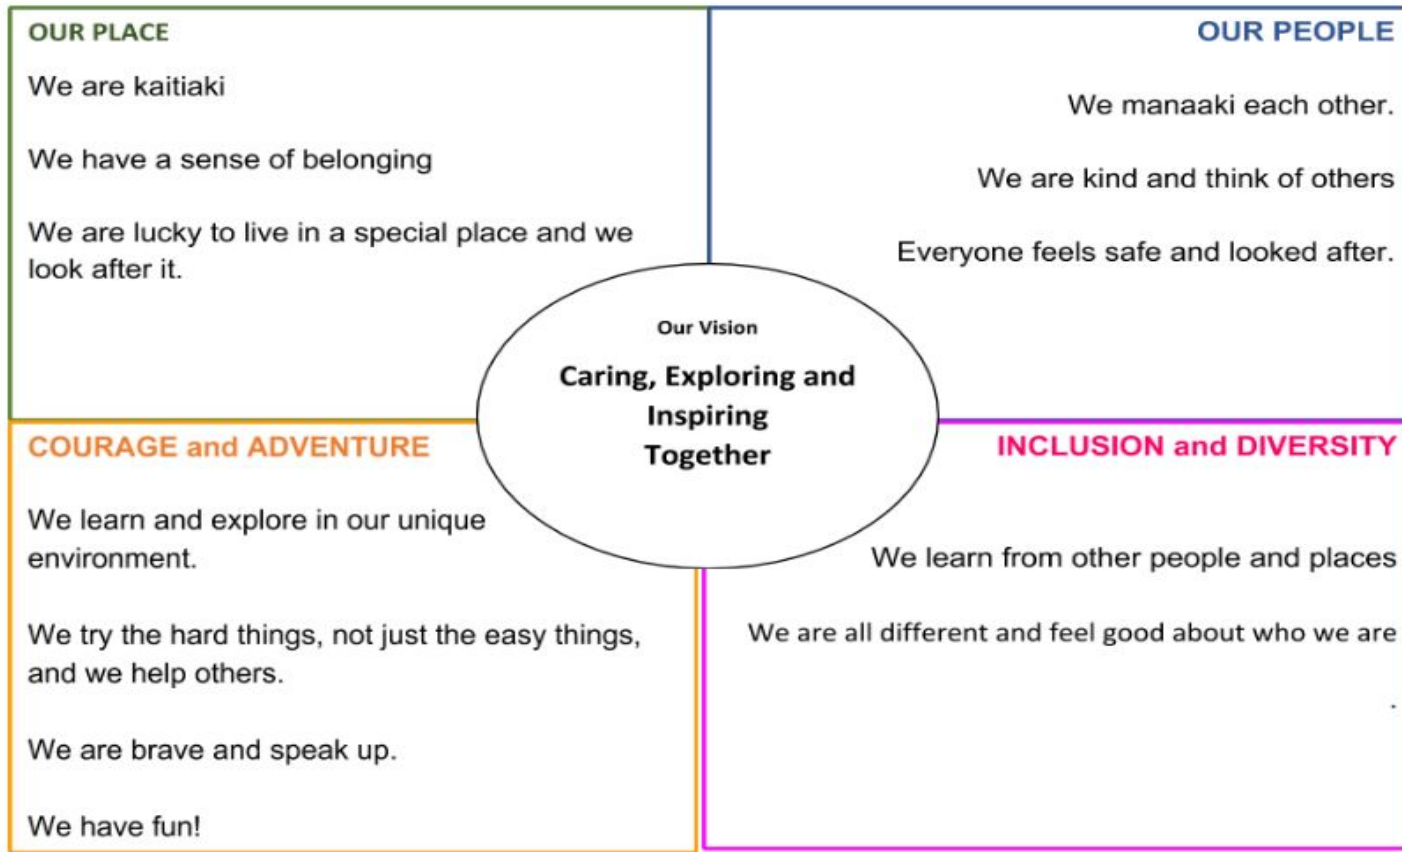 OUR PLACE
We are kaitiaki
We have a sense of belonging
We are lucky to live in a special place and we
look after it.
OUR PEOPLE
We manaaki each other.
We are kind and think of others
Everyone feels safe and looked after.
Our Vision
Caring, Exploring and
Inspiring
Together
COURAGE and ADVENTURE
We learn and explore in our unique
environment.
We try the hard things, not just the easy things,
and we help others.
We are brave and speak up.
We have fun!
INCLUSION and DIVERSITY
We learn from other people and places
We are all different and feel good about who we are
.